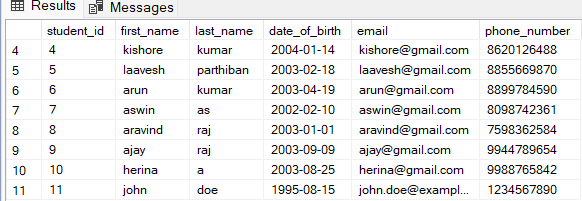 Results Messages
student_id first_name last_name date_of_birth email phone_number
4 4 kishore kumar 2004-01-14 kishore@gmail.com 8620126488
5 5 laavesh parthiban 2003-02-18 laavesh@gmail.com 8855669870
6 6 arun kumar 2003-04-19 arun@gmail.com 8899784590
7 7 aswin as 2002-02-10 aswin@gmail.com 8098742361
8 8 aravind raj 2003-01-01 aravind@gmail.com 7598362584
9 9 ajay raj 2003-09-09 ajay@gmail.com 9944789654
10 10 herina a 2003-08-25 herina@gmail.com 9988765842
11 11 john doe 1995-08-15 john.doe@exampl... 1234567890